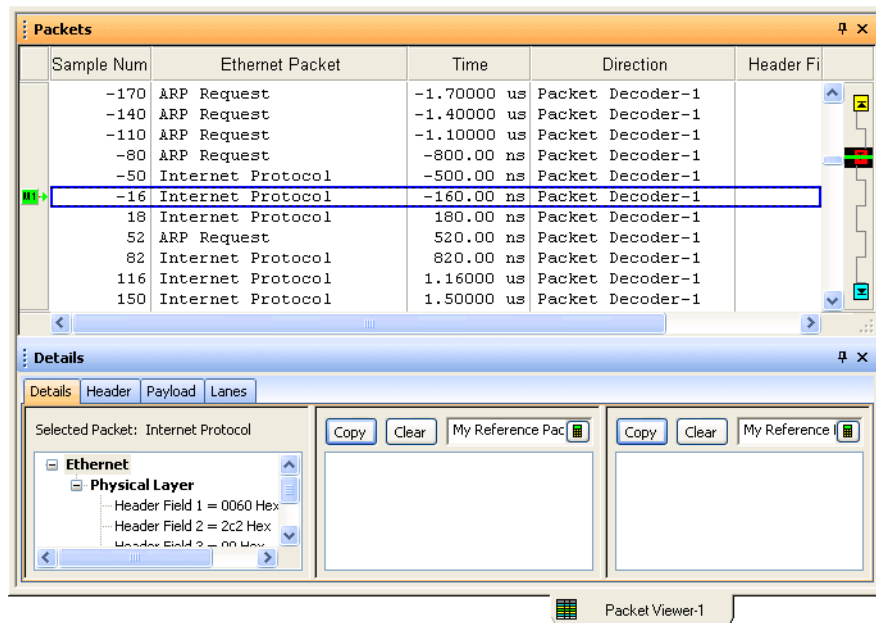 Packets
Sample Num Ethernet Packet Time Direction Header Fi
-170 ARP Request -1.70000 us Packet Decoder-1
-140 ARP Request -1.40000 us Packet Decoder-1
-110 ARP Request -1.10000 us Packet Decoder-1
-80 ARP Request -800.00 ns Packet Decoder-1
-50 Internet Protocol -500.00 ns Packet Decoder-1
M1 -16 Internet Protocol -160.00 ns Packet Decoder-1
18 Internet Protocol 180.00 ns Packet Decoder-1
52 ARP Request 520.00 ns Packet Decoder-1
82 Internet Protocol 820.00 ns Packet Decoder-1
116 Internet Protocol 1.16000 us Packet Decoder-1
150 Internet Protocol 1.50000 us Packet Decoder-1
Details
Details Header Payload Lanes
Selected Packet: Internet Protocol
Ethernet
Physical Layer
Header Field 1 = 0060 Hex
Header Field 2 = 2c2 Hex
Header Field 3 = 00 Hex
Copy Clear My Reference Pac
Copy Clear My Reference
Packet Viewer-1